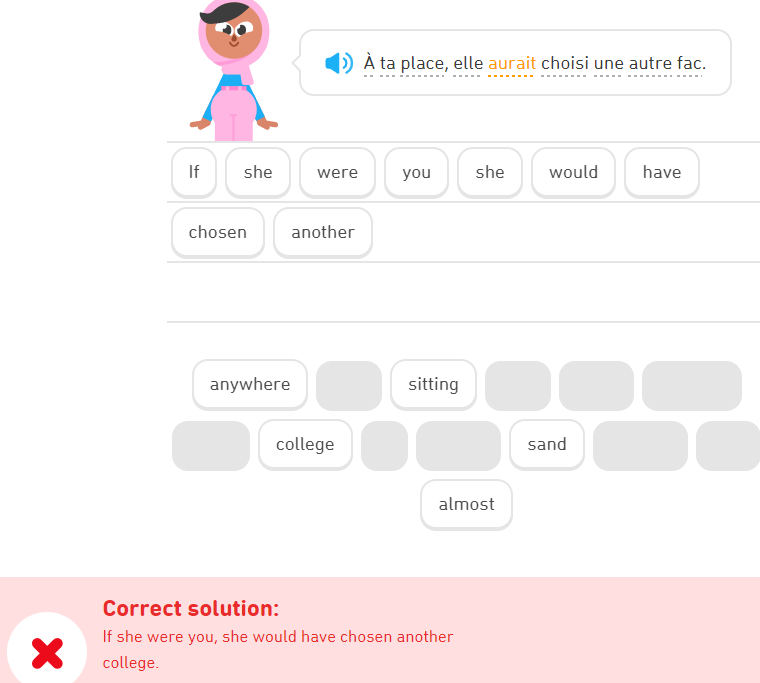 À ta place, elle aurait choisi une autre fac.
If she were you she would have
chosen another
anywhere sitting
college sand
almost
Correct solution:
If she were you, she would have chosen another
college.